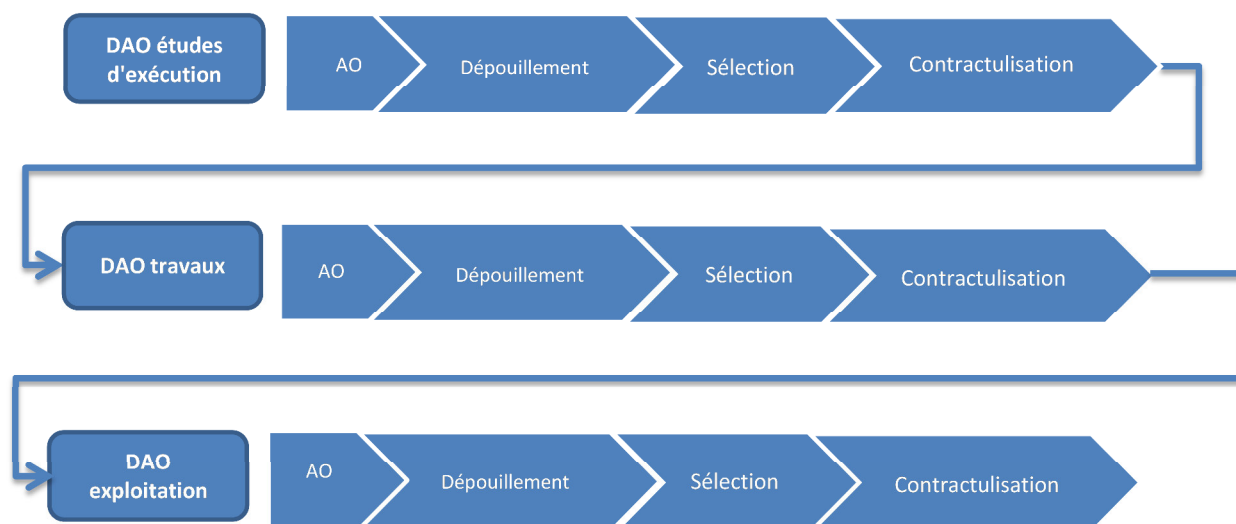 DAO études
d'exécution
AO
Dépouillement
Sélection
Contractulisation
DAO travaux
AO
Dépouillement
Sélection
Contractulisation
DAO
exploitation
AO
Dépouillement
Sélection
Contractulisation